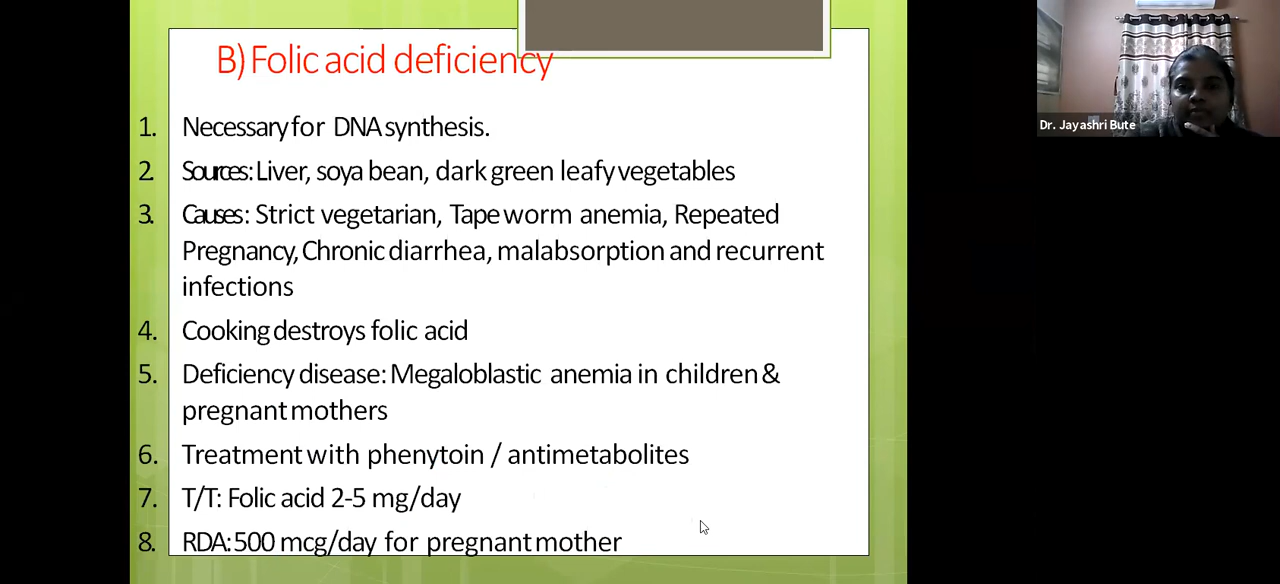 B) Folic acid deficiency
1. Necessary for DNA synthesis.
2. Sources: Liver, soya bean, dark green leafy vegetables
3. Causes: Strict vegetarian, Tape worm anemia, Repeated
Pregnancy, Chronic diarrhea, malabsorption and recurrent
infections
4. Cooking destroys folic acid
5. Deficiency disease: Megaloblastic anemia in children &
pregnant mothers
6. Treatment with phenytoin / antimetabolites
7. T/T: Folic acid 2-5 mg/day
8. RDA: 500 mcg/day for pregnant mother
Dr. Jayashri Bute